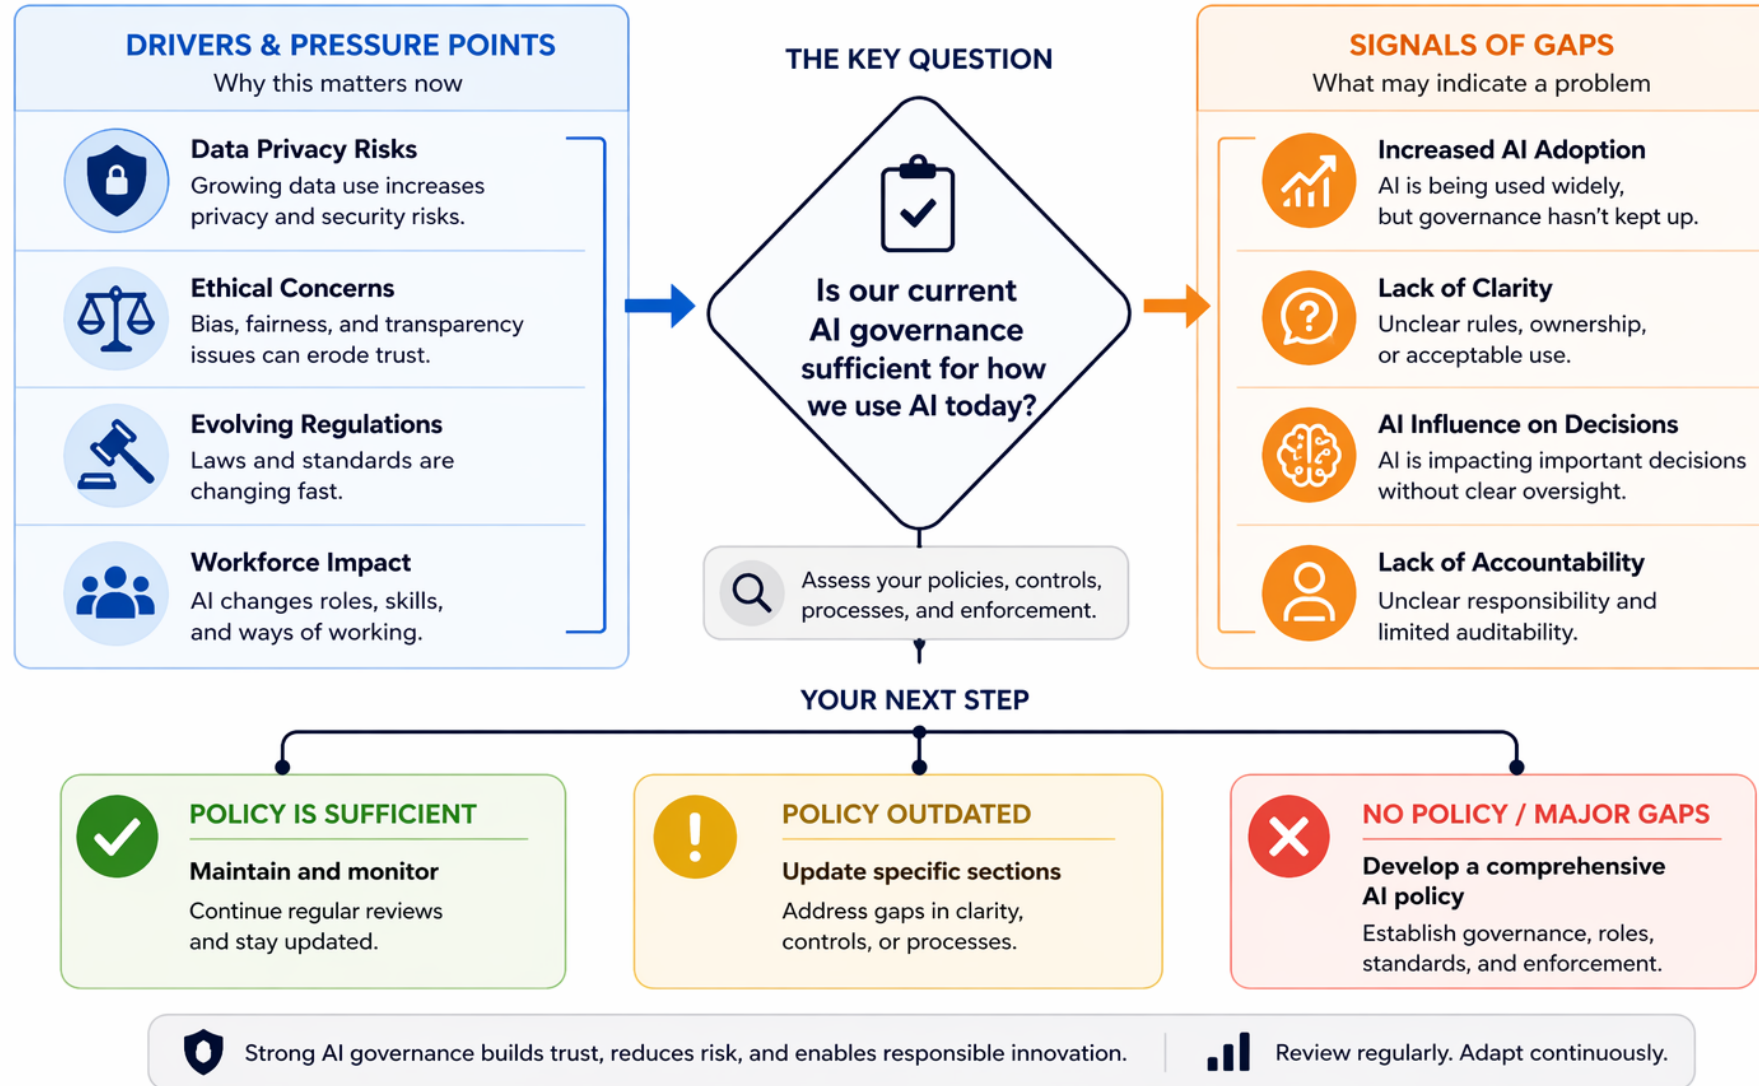 DRIVERS & PRESSURE POINTS
Why this matters now
Data Privacy Risks
Growing data use increases
privacy and security risks.
Ethical Concerns
Bias, fairness, and transparency
issues can erode trust.
Evolving Regulations
Laws and standards are
changing fast.
Workforce Impact
AI changes roles, skills,
and ways of working.
THE KEY QUESTION
Is our current
AI governance
sufficient for how
we use AI today?
Assess your policies, controls,
processes, and enforcement.
SIGNALS OF GAPS
What may indicate a problem
Increased AI Adoption
AI is being used widely,
but governance hasn't kept up.
Lack of Clarity
Unclear rules, ownership,
or acceptable use.
AI Influence on Decisions
AI is impacting important decisions
without clear oversight.
Lack of Accountability
Unclear responsibility and
limited auditability.
YOUR NEXT STEP
POLICY IS SUFFICIENT
Maintain and monitor
Continue regular reviews
and stay updated.
POLICY OUTDATED
Update specific sections
Address gaps in clarity,
controls, or processes.
NO POLICY / MAJOR GAPS
Develop a comprehensive
AI policy
Establish governance, roles,
standards, and enforcement.
Strong AI governance builds trust, reduces risk, and enables responsible innovation.
Review regularly. Adapt continuously.